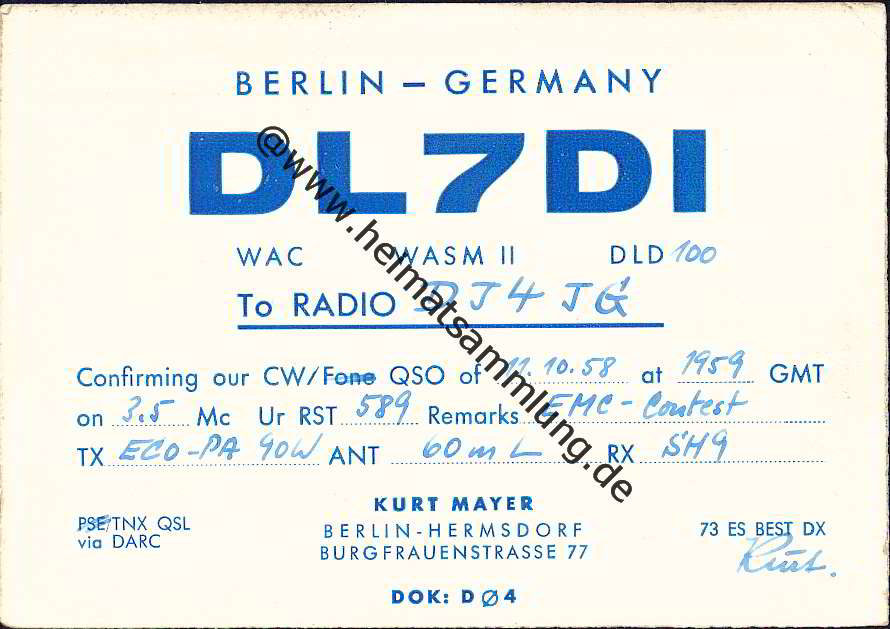 BERLIN – GERMANY
DL7DI
WAC WASM II DLD 100
To RADIO DJ4JG
Confirming our CW/Fone QSO of 11.10.58 at 1959 GMT
on 3.5 Mc Ur RST 589 Remarks EMC-Contest
TX ECO-PA 90W ANT 60m L RX SH9
KURT MAYER
BERLIN-HERMSDORF
BURGFRAUENSTRASSE 77
PSE/TNX QSL
via DARC
73 ES BEST DX
Kurt.
DOK: DØ4
@www.heimatsammlung.de